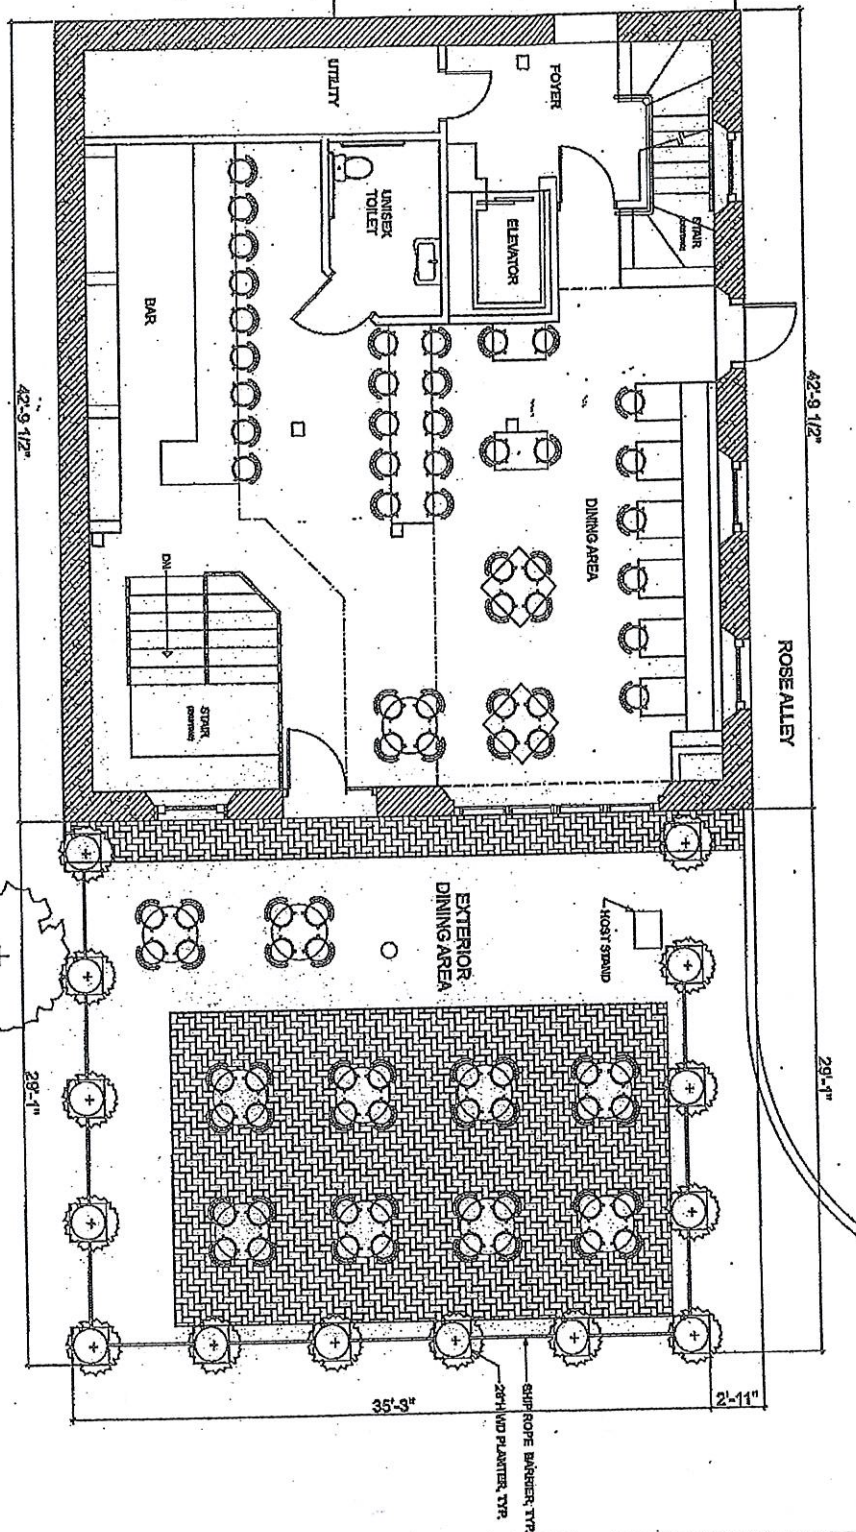 UTILITY
FOYER
STAIR
UNISEX
TOILET
ELEVATOR
BAR
42'-9 1/2"
42'-9 1/2"
DINING AREA
ROSE ALLEY
DN
STAIR
EXTERIOR
DINING AREA
HOST STAND
29'-1"
29'-1"
35'-3"
2'-11"
SHIP ROPE BARRIER, TYP.
PLANTER, TYP.